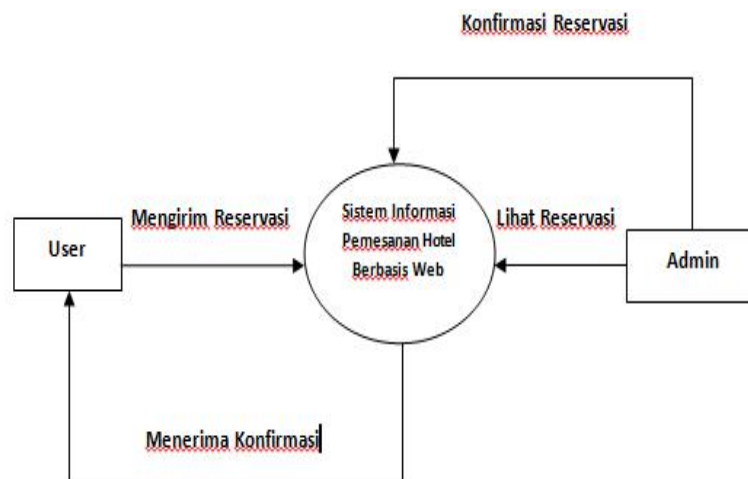 Konfirmasi Reservasi
Mengirim Reservasi
Sistem Informasi
Pemesanan Hotel
Berbasis Web
Lihat Reservasi
User
Admin
Menerima Konfirmasi